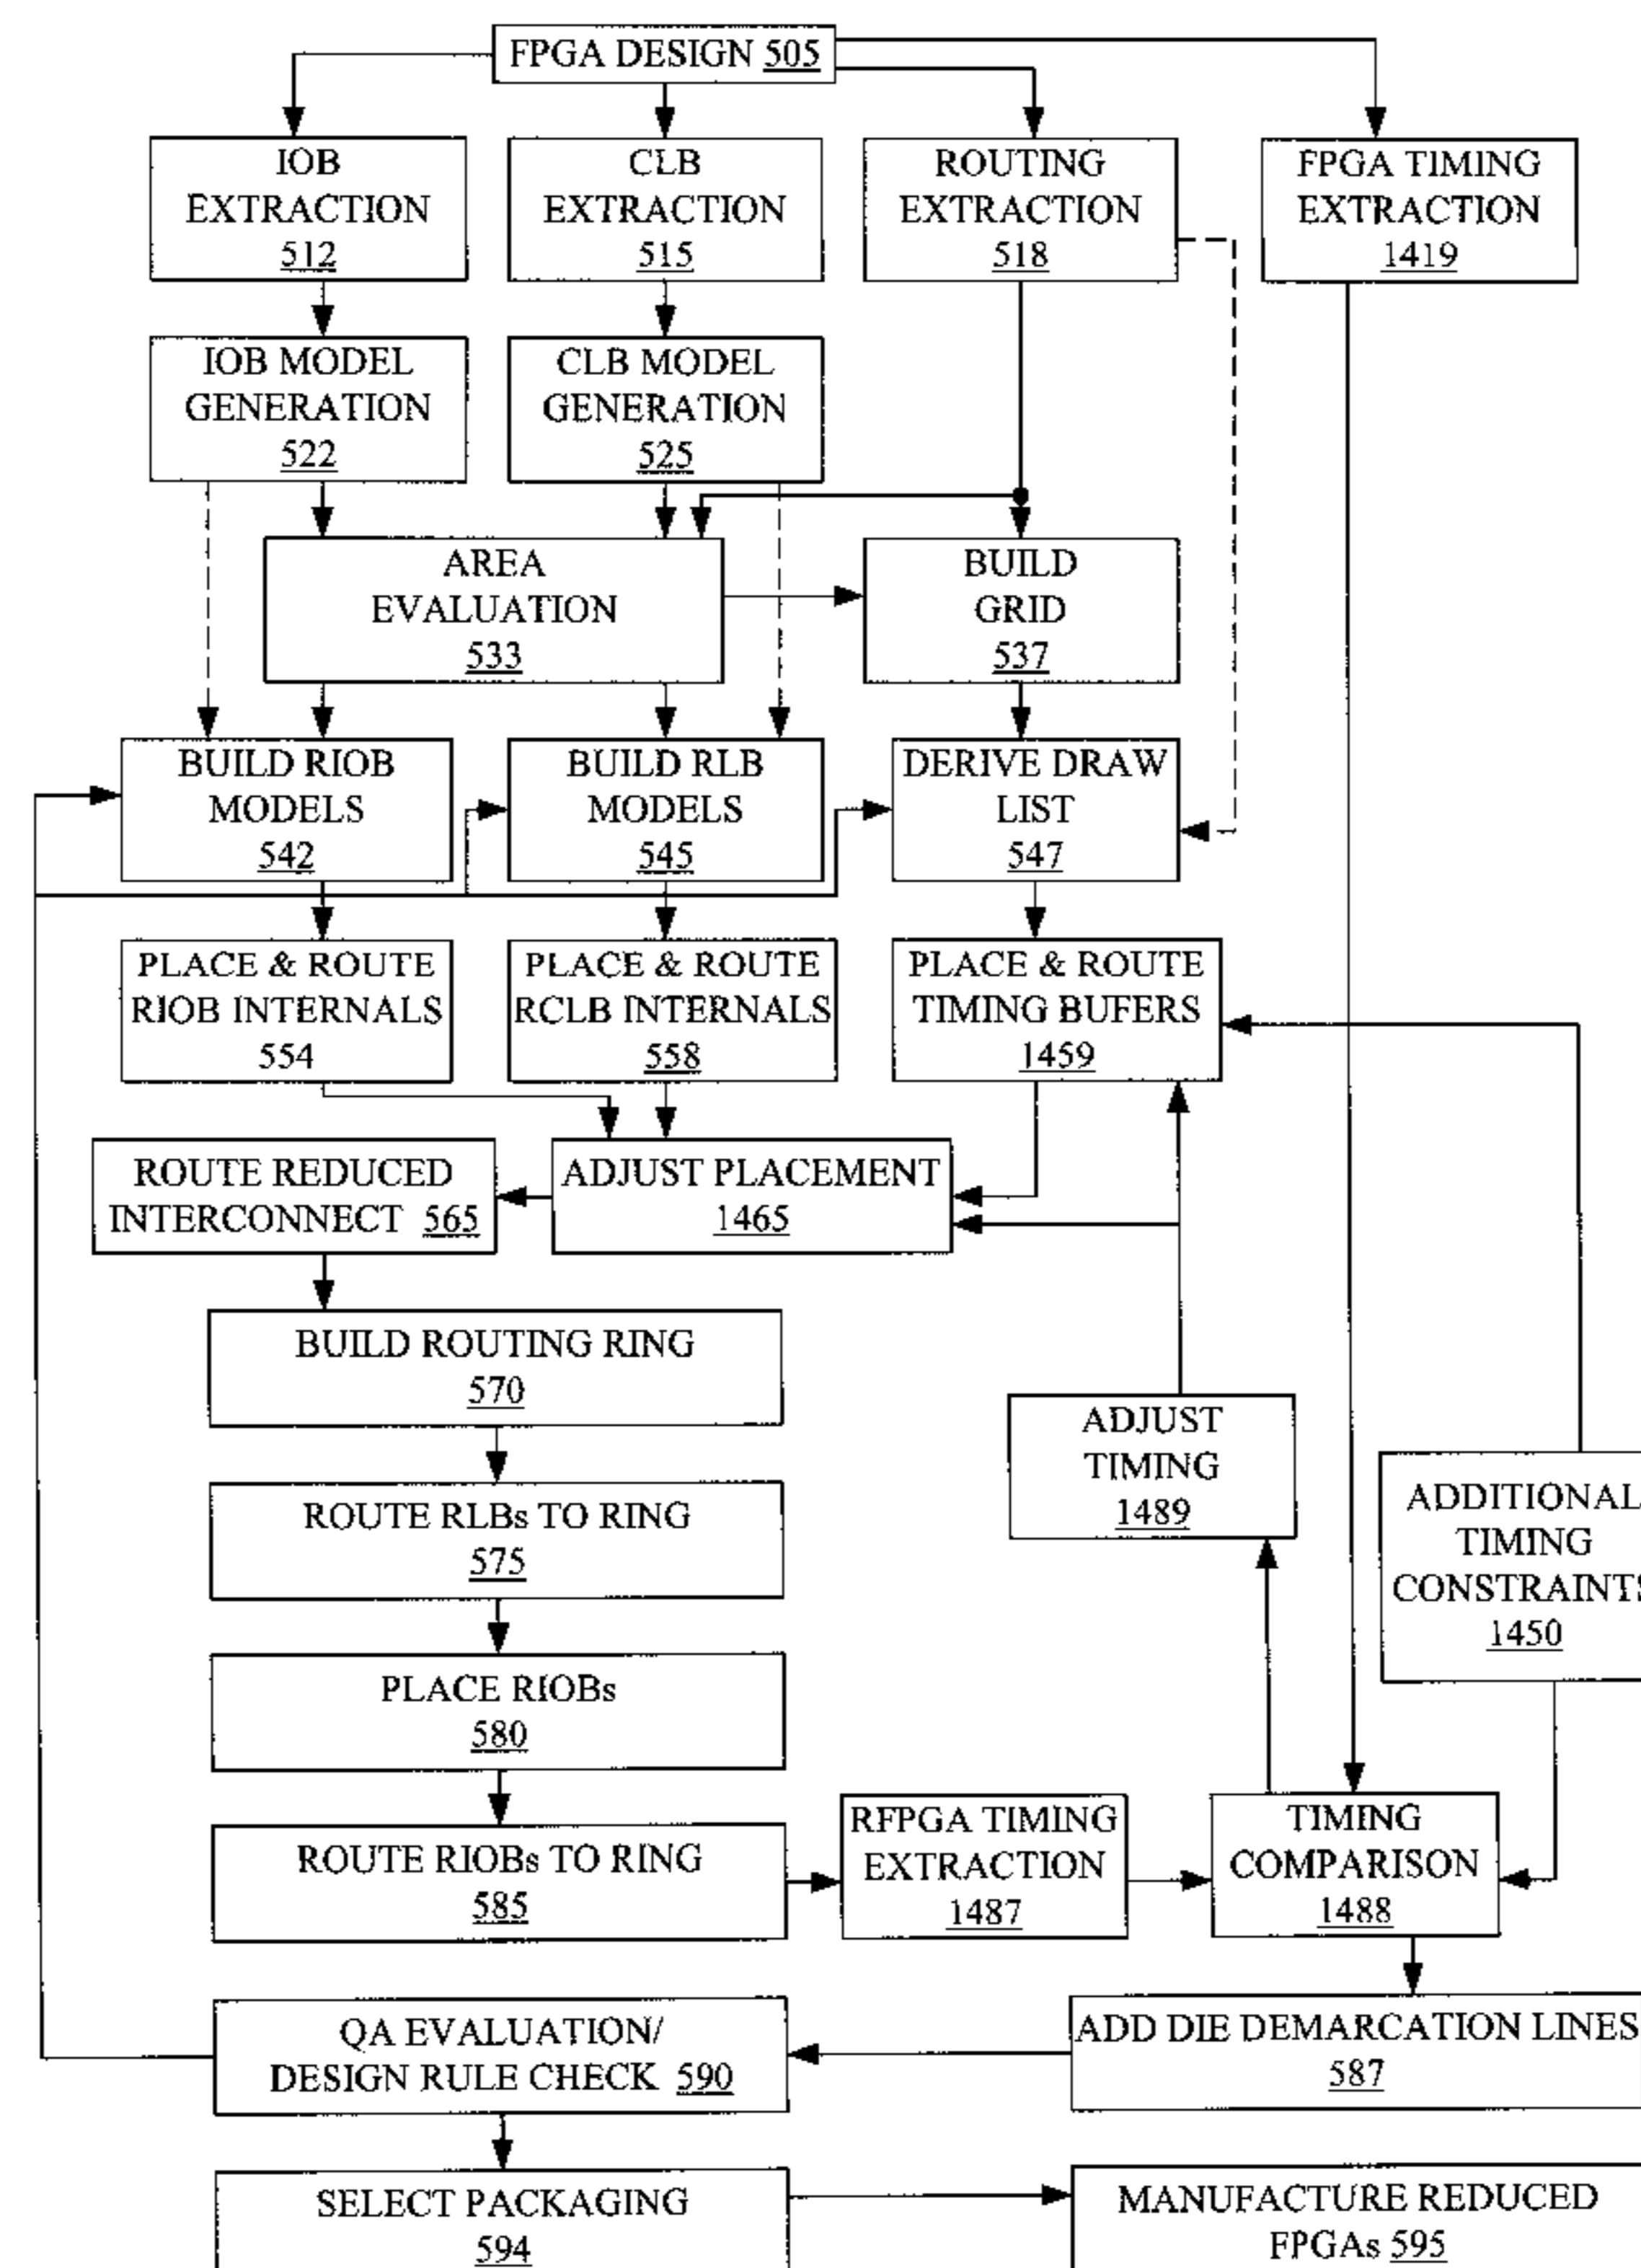 FPGA DESIGN 505
IOB
EXTRACTION
512
CLB
EXTRACTION
515
ROUTING
EXTRACTION
518
FPGA TIMING
EXTRACTION
1419
IOB MODEL
GENERATION
522
CLB MODEL
GENERATION
525
AREA
EVALUATION
533
BUILD
GRID
537
BUILD RIOB
MODELS
542
BUILD RLB
MODELS
545
DERIVE DRAW
LIST
547
PLACE & ROUTE
RIOB INTERNALS
554
PLACE & ROUTE
RCLB INTERNALS
558
PLACE & ROUTE
TIMING BUFERS
1459
ROUTE REDUCED
INTERCONNECT 565
ADJUST PLACEMENT
1465
BUILD ROUTING RING
570
ADJUST
TIMING
1489
ADDITIONAL
TIMING
CONSTRAINTS
1450
ROUTE RLBs TO RING
575
PLACE RIOBs
580
ROUTE RIOBs TO RING
585
RFPGA TIMING
EXTRACTION
1487
TIMING
COMPARISON
1488
QA EVALUATION/
DESIGN RULE CHECK 590
ADD DIE DEMARCATION LINES
587
SELECT PACKAGING
594
MANUFACTURE REDUCED
FPGAs 595